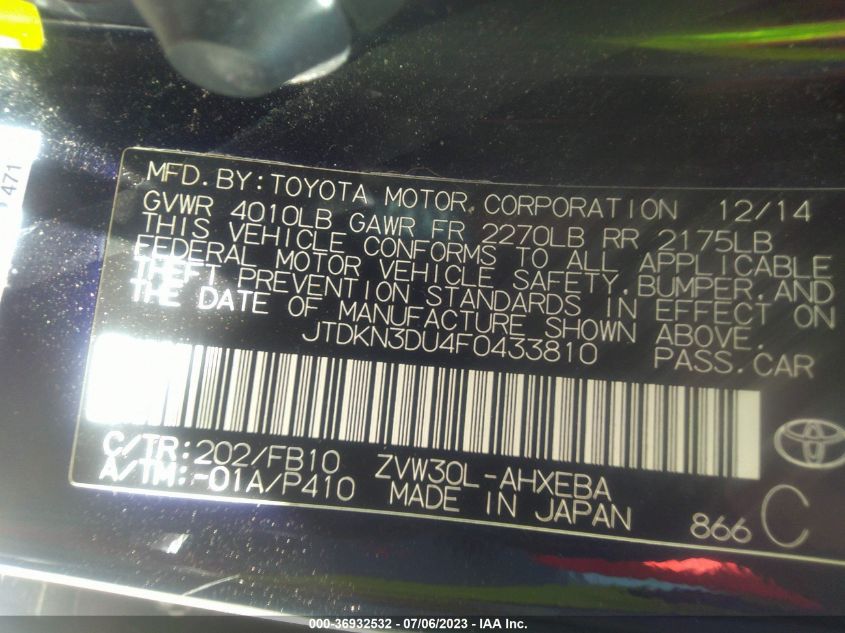 471
MFD. BY: TOYOTA MOTOR CORPORATION 12/14
GVWR 4010LB GAWR FR 2270LB RR 2175LB
THIS VEHICLE CONFORMS TO ALL APPLICABLE
FEDERAL MOTOR VEHICLE SAFETY, BUMPER, AND
THEFT PREVENTION STANDARDS IN EFFECT ON
THE DATE OF MANUFACTURE SHOWN ABOVE.
JTDKN3DU4F0433810 PASS. CAR
C/TR: 202/FB10 ZVW30L-AHXEBA
A/TM: -01A/P410 MADE IN JAPAN 866 C
000-36932532 - 07/06/2023 - IAA Inc.